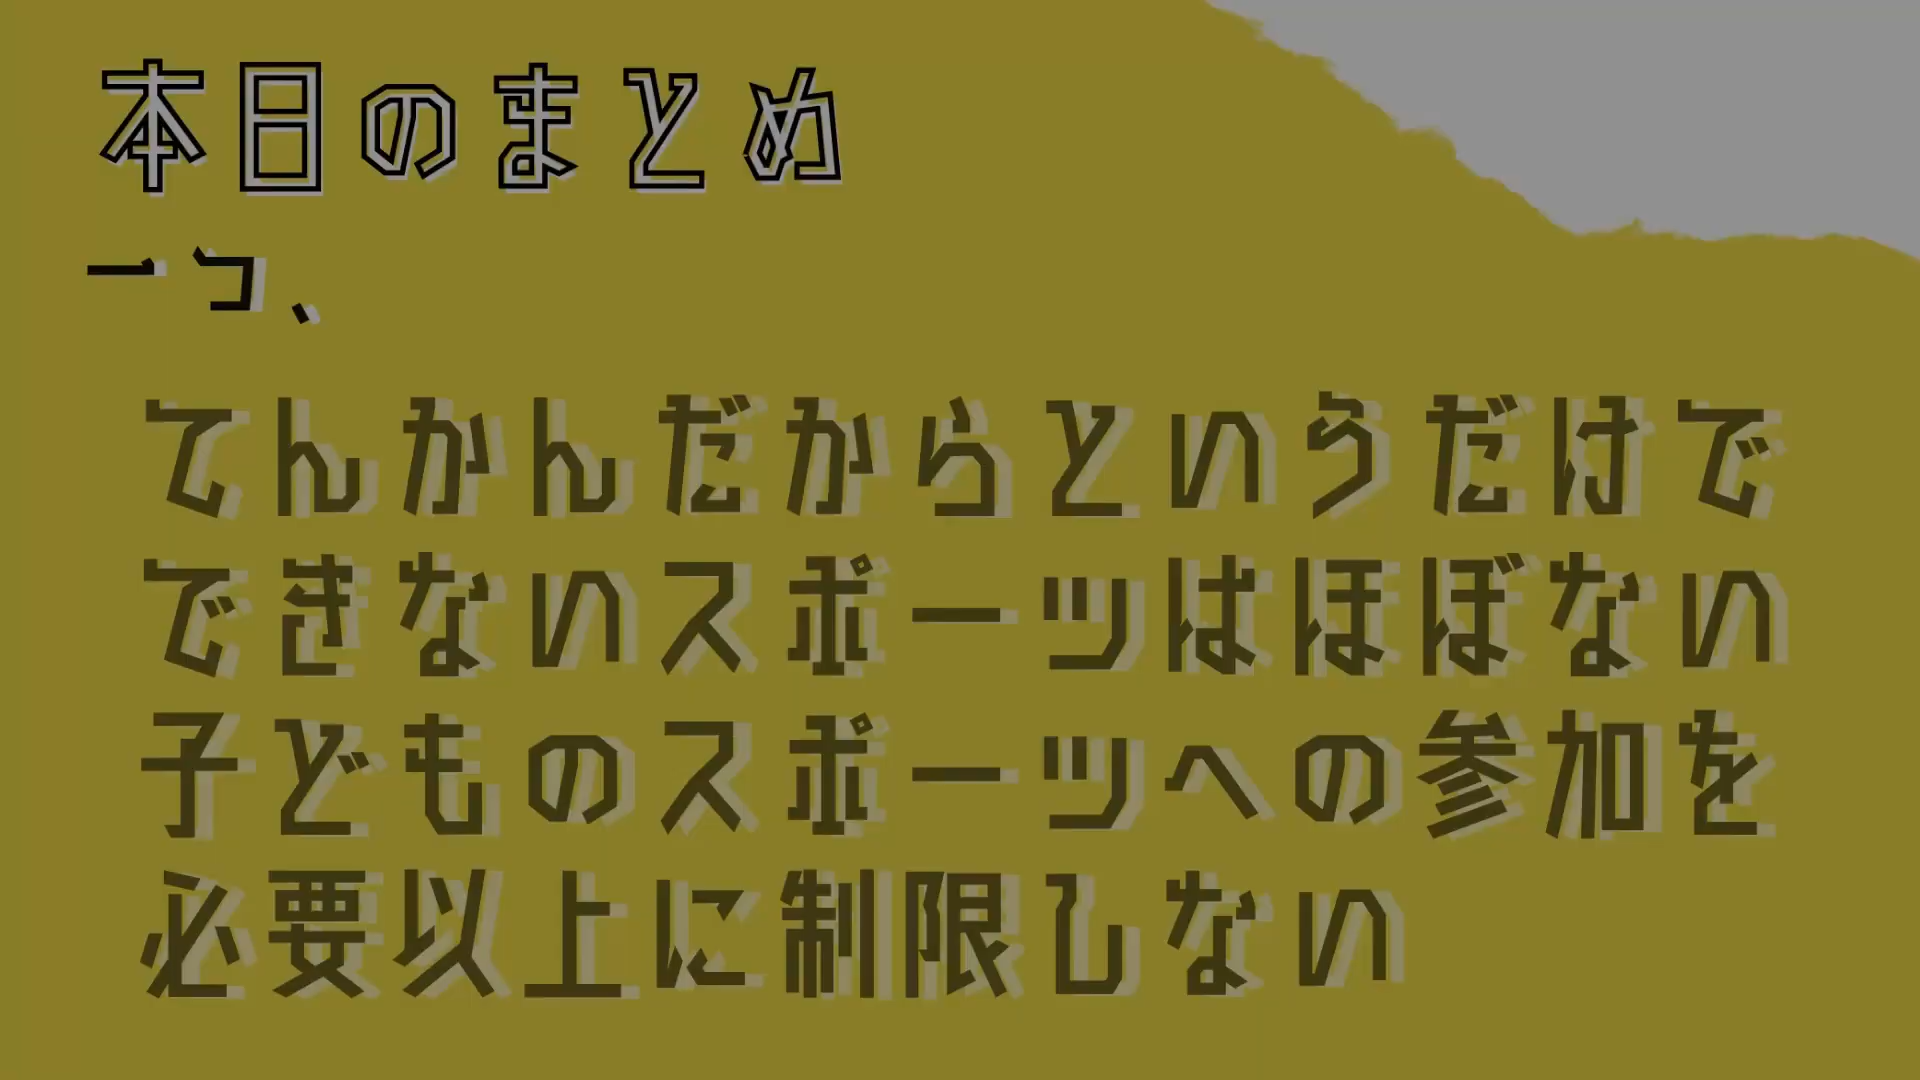 本日のまとめ
一つ、
てんかんだからというだけで
できないスポーツはほぼない
子どものスポーツへの参加を
必要以上に制限しない